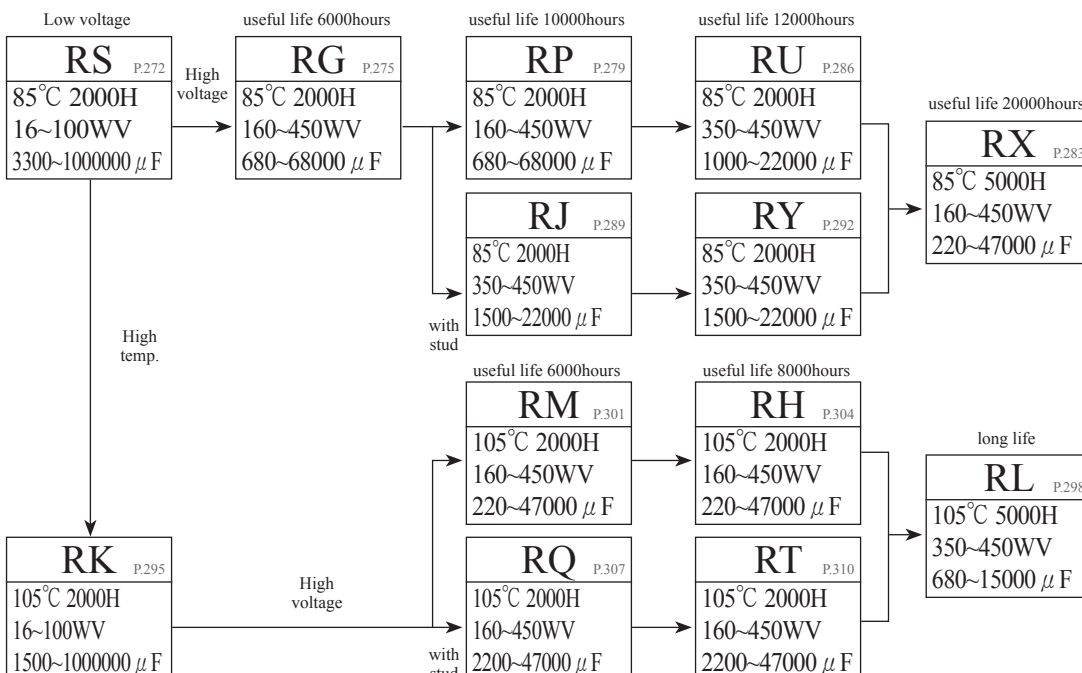 Low voltage
RS P.272
85℃ 2000H
16~100WV
3300~1000000 μF
High
voltage
useful life 6000hours
RG P.275
85℃ 2000H
160~450WV
680~68000 μF
useful life 10000hours
RP P.279
85℃ 2000H
160~450WV
680~68000 μF
useful life 12000hours
RU P.286
85℃ 2000H
350~450WV
1000~22000 μF
RJ P.289
85℃ 2000H
350~450WV
1500~22000 μF
with
stud
RY P.292
85℃ 2000H
350~450WV
1500~22000 μF
useful life 20000hours
RX P.283
85℃ 5000H
160~450WV
220~47000 μF
High
temp.
RK P.295
105℃ 2000H
16~100WV
1500~1000000 μF
High
voltage
useful life 6000hours
RM P.301
105℃ 2000H
160~450WV
220~47000 μF
useful life 8000hours
RH P.304
105℃ 2000H
160~450WV
220~47000 μF
with
stud
RQ P.307
105℃ 2000H
160~450WV
2200~47000 μF
RT P.310
105℃ 2000H
160~450WV
2200~47000 μF
long life
RL P.298
105℃ 5000H
350~450WV
680~15000 μF